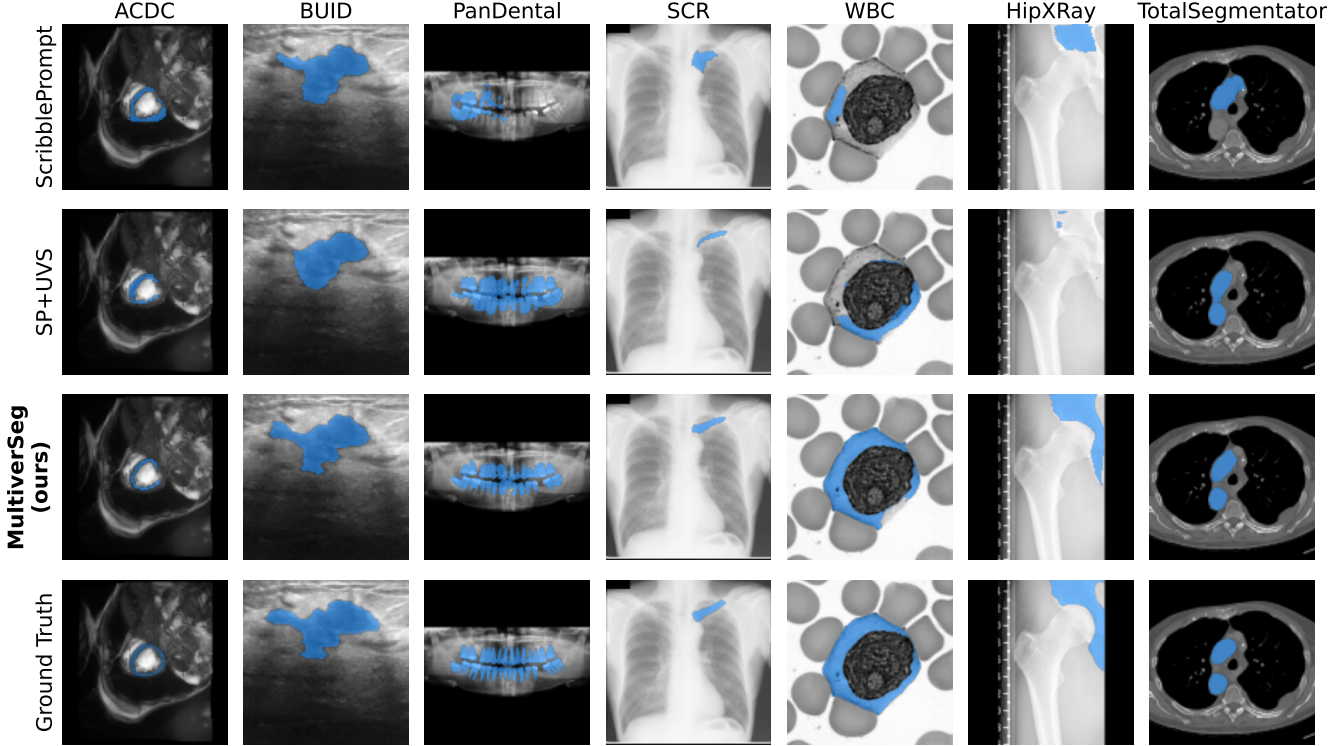 ACDC BUID PanDental SCR WBC HipXRay TotalSegmentator
ScribblePrompt
SP+UVS
MultiverSeg
(ours)
Ground Truth